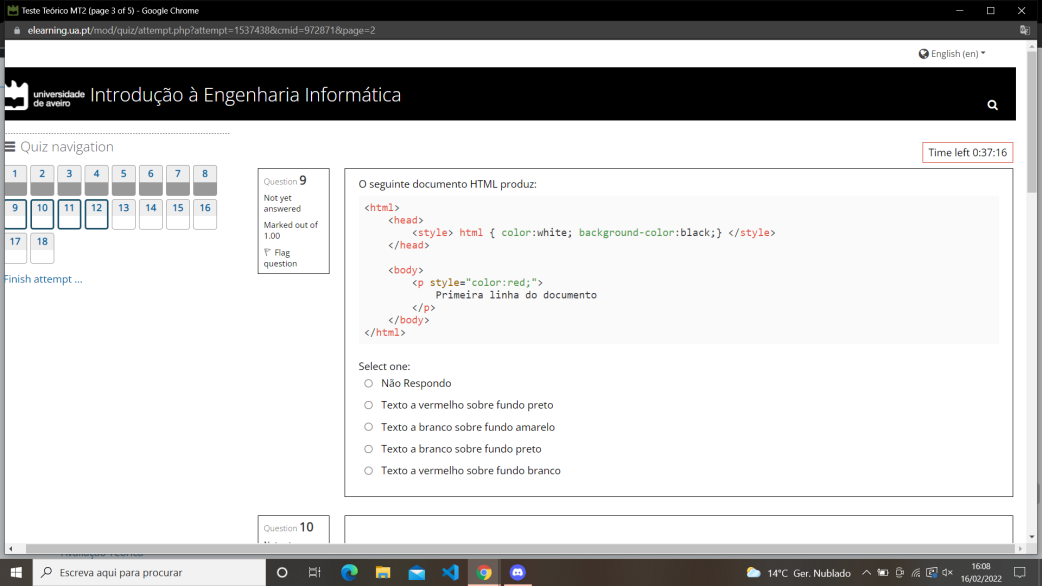 Teste Teórico MT2 (page 3 of 5) - Google Chrome
elearning.ua.pt/mod/quiz/attempt.php?attempt=1537438&cmid=972871&page=2
English (en)
universidade de aveiro
Introdução à Engenharia Informática
Quiz navigation
Time left 0:37:16
1 2 3 4 5 6 7 8
9 10 11 12 13 14 15 16
17 18
Finish attempt ...
Question 9
Not yet
answered
Marked out of
1.00
Flag
question
O seguinte documento HTML produz:
<html>
    <head>
        <style> html { color:white; background-color:black;} </style>
    </head>
    <body>
        <p style="color:red;">
            Primeira linha do documento
        </p>
    </body>
</html>
Select one:
Não Respondo
Texto a vermelho sobre fundo preto
Texto a branco sobre fundo amarelo
Texto a branco sobre fundo preto
Texto a vermelho sobre fundo branco
Question 10
Escreva aqui para procurar
14°C Ger. Nublado
16:08
16/02/2022